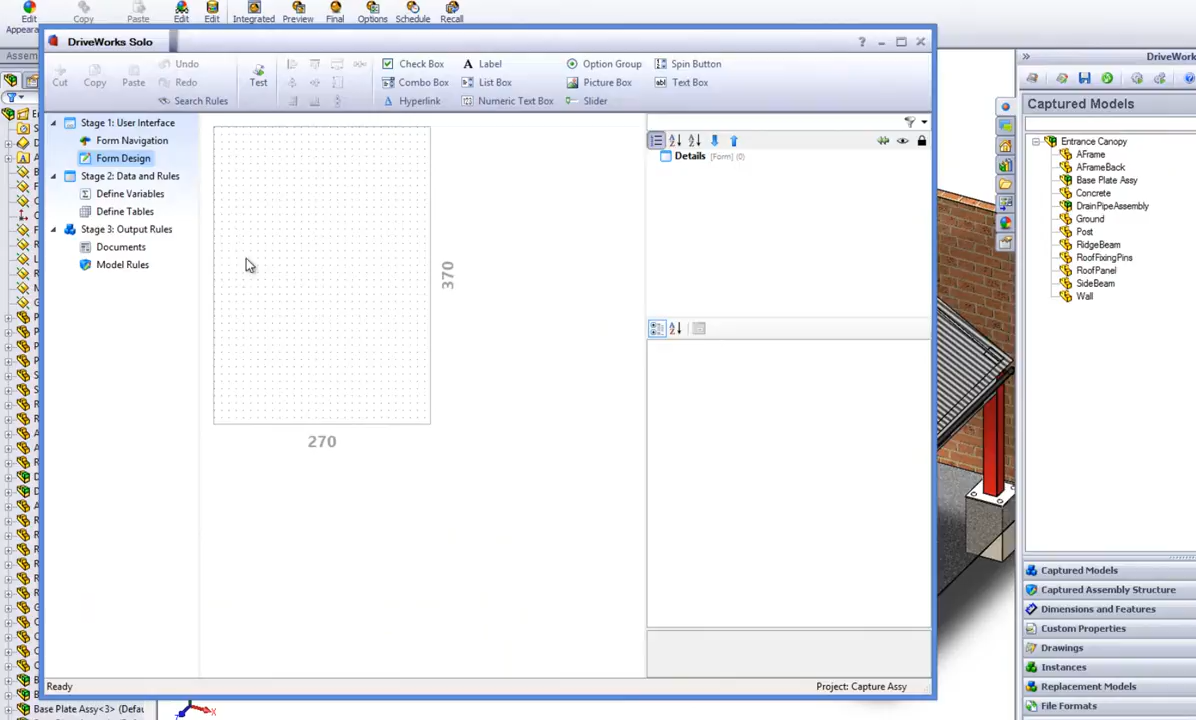 Edit
Appeara
Copy
Paste
Edit
Edit
Integrated
Preview
Final
Options
Schedule
Recall
Assem
DriveWorks Solo
DriveWor
Cut
Copy
Paste
Undo
Redo
Search Rules
Test
Check Box
Label
Option Group
Spin Button
Combo Box
List Box
Picture Box
Text Box
Hyperlink
Numeric Text Box
Slider
Stage 1: User Interface
Form Navigation
Form Design
Stage 2: Data and Rules
Define Variables
Define Tables
Stage 3: Output Rules
Documents
Model Rules
370
270
Details [Form] (0)
Captured Models
Entrance Canopy
AFrame
AFrameBack
Base Plate Assy
Concrete
DrainPipeAssembly
Ground
Post
RidgeBeam
RoofFixingPins
RoofPanel
SideBeam
Wall
Captured Models
Captured Assembly Structure
Dimensions and Features
Custom Properties
Drawings
Instances
Replacement Models
File Formats
Ready
Project: Capture Assy
Base Plate Assy<3> (Defau